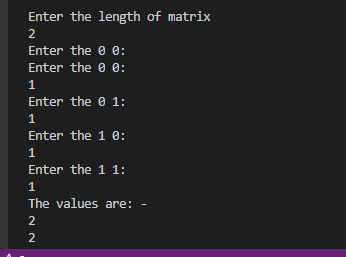 Enter the length of matrix
2
Enter the 0 0:
Enter the 0 0:
1
Enter the 0 1:
1
Enter the 1 0:
1
Enter the 1 1:
1
The values are: -
2
2